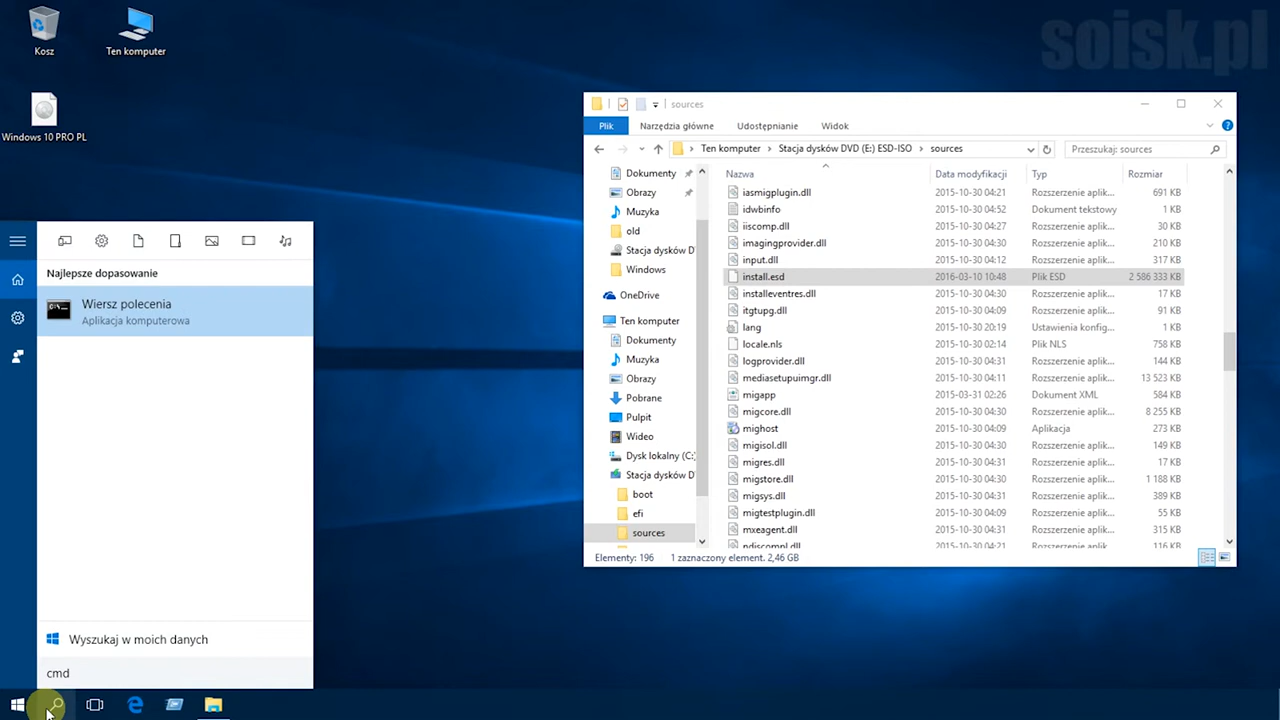 soisk.pl
Kosz
Ten komputer
Windows 10 PRO PL
Najlepsze dopasowanie
Wiersz polecenia
Aplikacja komputerowa
Wyszukaj w moich danych
cmd
sources
Plik Narzędzia główne Udostępnianie Widok
Ten komputer Stacja dysków DVD (E:) ESD-ISO sources Przeszukaj: sources
Dokumenty
Obrazy
Muzyka
old
Stacja dysków D
Windows
OneDrive
Ten komputer
Dokumenty
Muzyka
Obrazy
Pobrane
Pulpit
Wideo
Dysk lokalny (C:)
Stacja dysków D
boot
efi
sources
Nazwa Data modyfikacji Typ Rozmiar
iasmigplugin.dll 2015-10-30 04:21 Rozszerzenie aplik... 691 KB
idwbinfo 2015-10-30 04:52 Dokument tekstowy 1 KB
iiscomp.dll 2015-10-30 04:27 Rozszerzenie aplik... 30 KB
imagingprovider.dll 2015-10-30 04:30 Rozszerzenie aplik... 210 KB
input.dll 2015-10-30 04:12 Rozszerzenie aplik... 317 KB
install.esd 2016-03-10 10:48 Plik ESD 2 586 333 KB
installeventres.dll 2015-10-30 04:30 Rozszerzenie aplik... 17 KB
itgtupg.dll 2015-10-30 04:09 Rozszerzenie aplik... 91 KB
lang 2015-10-30 20:19 Ustawienia konfig... 1 KB
locale.nls 2015-10-30 02:14 Plik NLS 758 KB
logprovider.dll 2015-10-30 04:31 Rozszerzenie aplik... 144 KB
mediasetupuimgr.dll 2015-10-30 04:11 Rozszerzenie aplik... 13 523 KB
migapp 2015-03-31 02:26 Dokument XML 584 KB
migcore.dll 2015-10-30 04:30 Rozszerzenie aplik... 8 255 KB
mighost 2015-10-30 04:09 Aplikacja 273 KB
migisol.dll 2015-10-30 04:30 Rozszerzenie aplik... 149 KB
migres.dll 2015-10-30 04:31 Rozszerzenie aplik... 17 KB
migstore.dll 2015-10-30 04:30 Rozszerzenie aplik... 1 188 KB
migsys.dll 2015-10-30 04:31 Rozszerzenie aplik... 389 KB
migtestplugin.dll 2015-10-30 04:09 Rozszerzenie aplik... 55 KB
mxeagent.dll 2015-10-30 04:31 Rozszerzenie aplik... 315 KB
ndiscompl.dll 2015-10-30 04:21 Rozszerzenie aplik... 116 KB
Elementy: 196 1 zaznaczony element. 2,46 GB